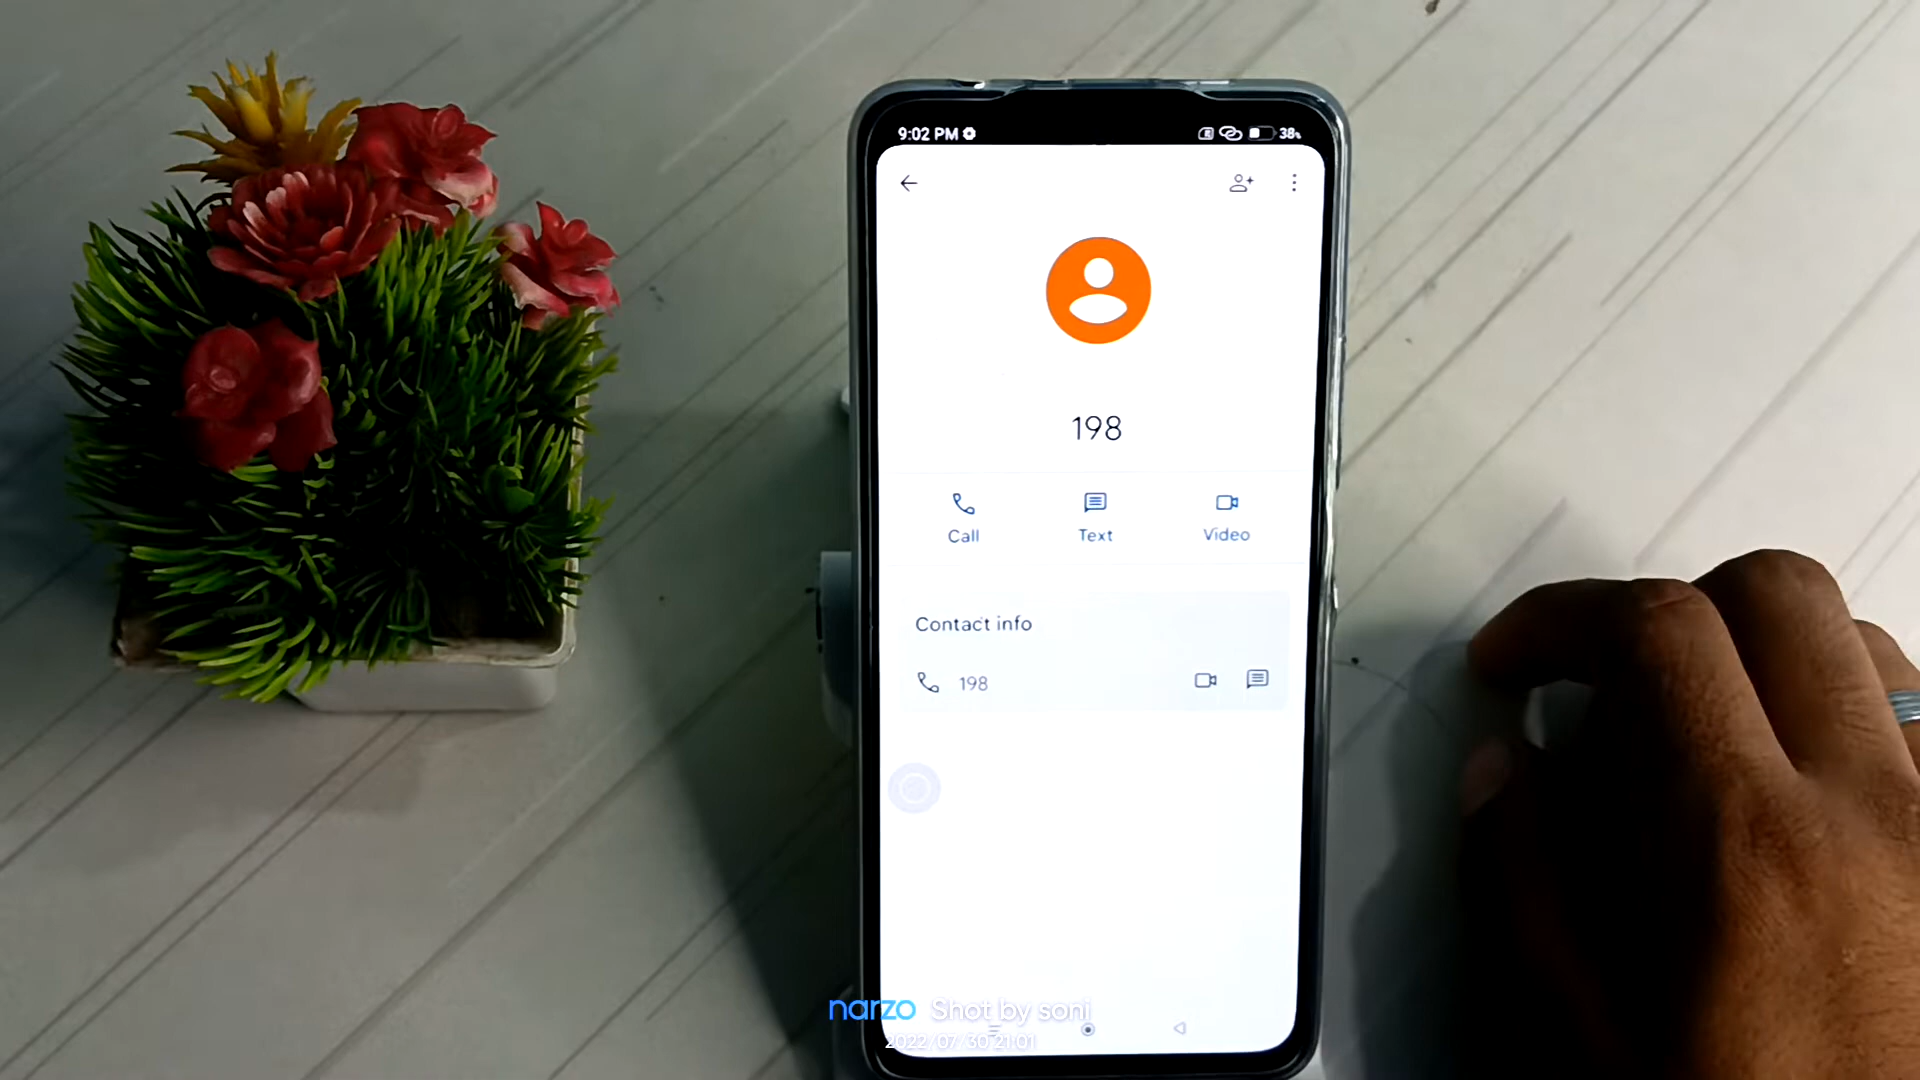 9:02 PM
38%
198
Call Text Video
Contact info
198
narzo Shot by soni
2022/07/30 21:01